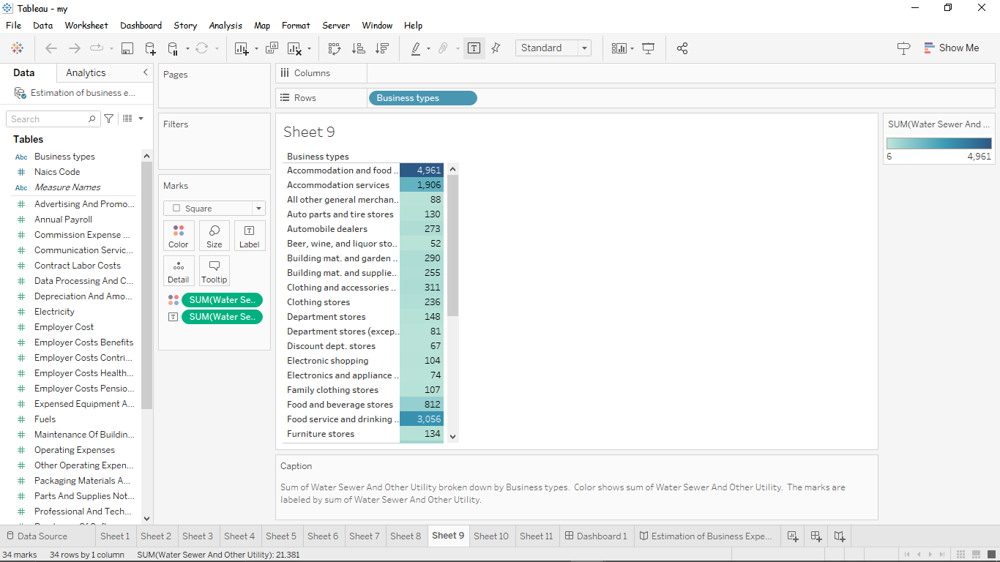 Tableau - my
File Data Worksheet Dashboard Story Analysis Map Format Server Window Help
Standard
Show Me
Data Analytics
Estimation of business e...
Search
Tables
Abc Business types
# Naics Code
Abc Measure Names
# Advertising And Promo...
# Annual Payroll
# Commission Expense ...
# Communication Servic...
# Contract Labor Costs
# Data Processing And C...
# Depreciation And Amo...
# Electricity
# Employer Cost
# Employer Costs Benefits
# Employer Costs Contri...
# Employer Costs Health...
# Employer Costs Pensio...
# Expensed Equipment A...
# Fuels
# Maintenance Of Buildin...
# Operating Expenses
# Other Operating Expen...
# Packaging Materials A...
# Parts And Supplies Not...
# Professional And Tech...
Pages
Filters
Marks
Square
Color Size Label
Detail Tooltip
SUM(Water Se..
SUM(Water Se..
Columns
Rows Business types
Sheet 9
Business types
Accommodation and food .. 4,961
Accommodation services 1,906
All other general merchan.. 88
Auto parts and tire stores 130
Automobile dealers 273
Beer, wine, and liquor sto.. 52
Building mat. and garden .. 290
Building mat. and supplie.. 255
Clothing and accessories .. 311
Clothing stores 236
Department stores 148
Department stores (excep.. 81
Discount dept. stores 67
Electronic shopping 104
Electronics and appliance .. 74
Family clothing stores 107
Food and beverage stores 812
Food service and drinking .. 3,056
Furniture stores 134
SUM(Water Sewer And ...
6 4,961
Caption
Sum of Water Sewer And Other Utility broken down by Business types. Color shows sum of Water Sewer And Other Utility. The marks are
labeled by sum of Water Sewer And Other Utility.
Data Source Sheet 1 Sheet 2 Sheet 3 Sheet 4 Sheet 5 Sheet 6 Sheet 7 Sheet 8 Sheet 9 Sheet 10 Sheet 11 Dashboard 1 Estimation of Business Expe...
34 marks 34 rows by 1 column SUM(Water Sewer And Other Utility): 21,381